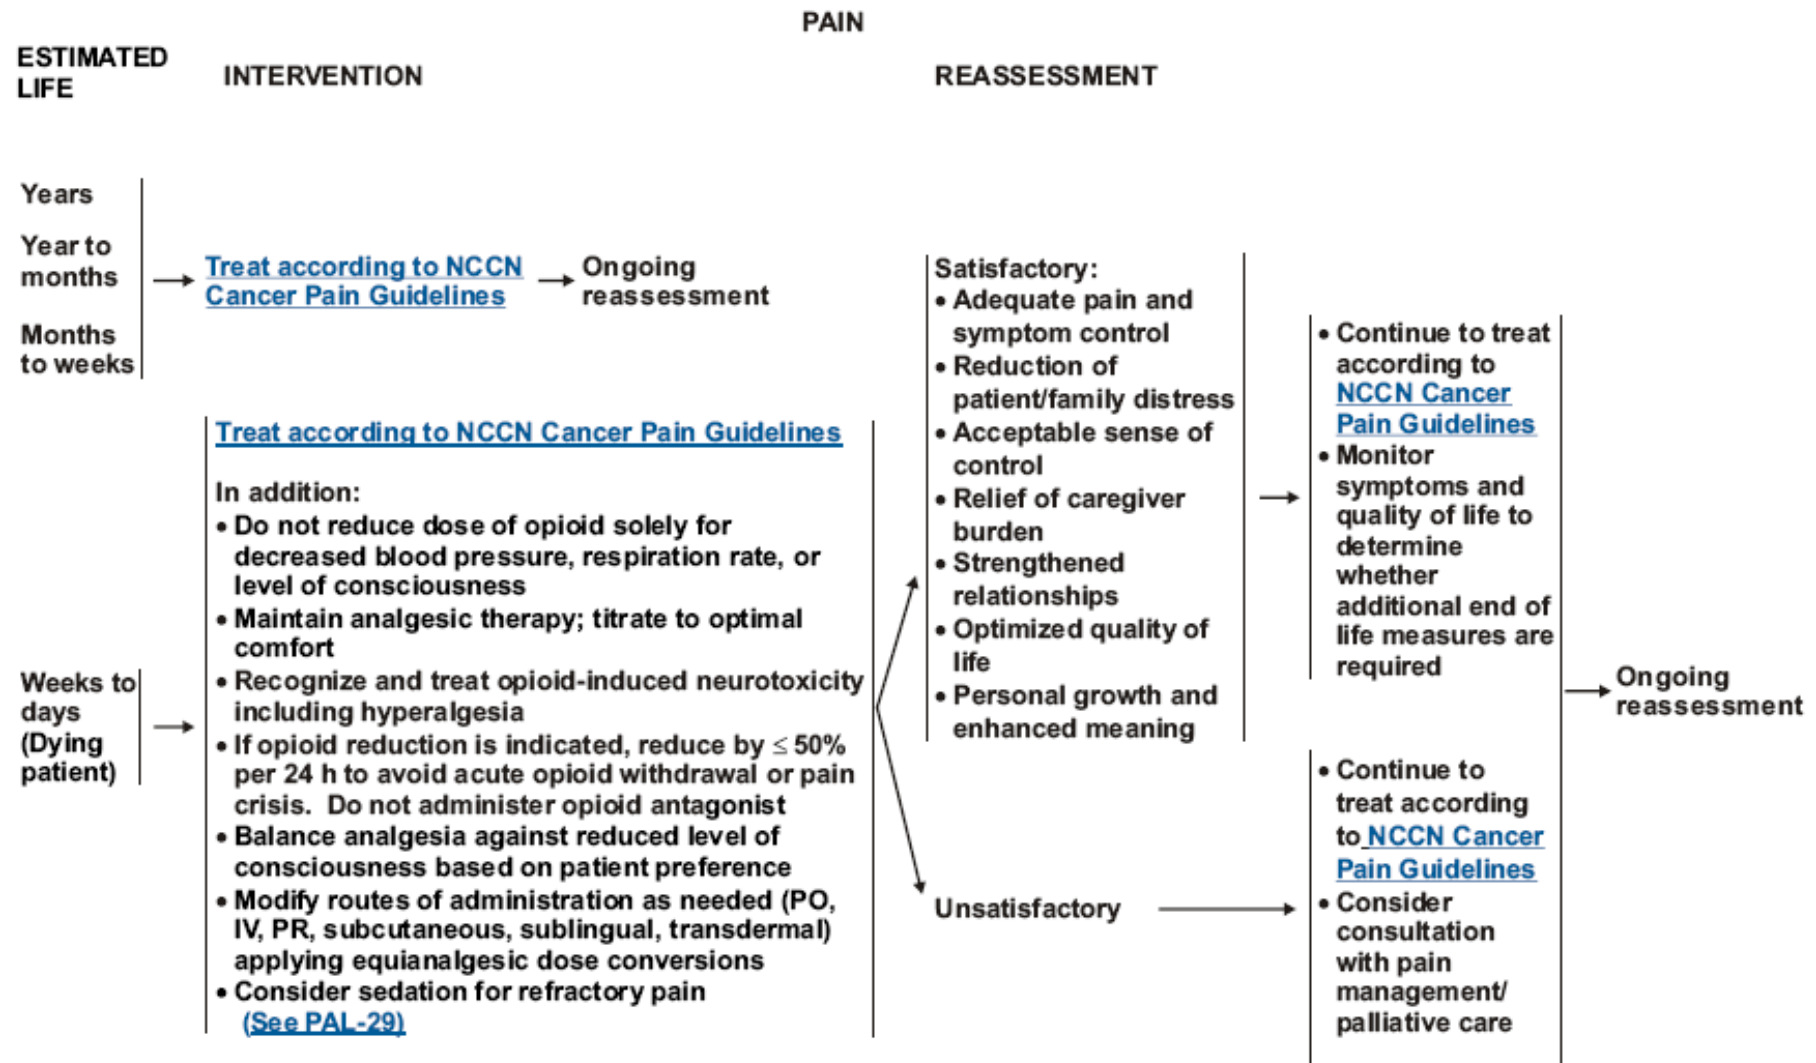 PAIN
ESTIMATED
LIFE
INTERVENTION
REASSESSMENT
Years
Year to
months
Months
to weeks
Treat according to NCCN
Cancer Pain Guidelines
Ongoing
reassessment
Weeks to
days
(Dying
patient)
Treat according to NCCN Cancer Pain Guidelines
In addition:
• Do not reduce dose of opioid solely for
decreased blood pressure, respiration rate, or
level of consciousness
• Maintain analgesic therapy; titrate to optimal
comfort
• Recognize and treat opioid-induced neurotoxicity
including hyperalgesia
• If opioid reduction is indicated, reduce by ≤ 50%
per 24 h to avoid acute opioid withdrawal or pain
crisis. Do not administer opioid antagonist
• Balance analgesia against reduced level of
consciousness based on patient preference
• Modify routes of administration as needed (PO,
IV, PR, subcutaneous, sublingual, transdermal)
applying equianalgesic dose conversions
• Consider sedation for refractory pain
(See PAL-29)
Satisfactory:
• Adequate pain and
symptom control
• Reduction of
patient/family distress
• Acceptable sense of
control
• Relief of caregiver
burden
• Strengthened
relationships
• Optimized quality of
life
• Personal growth and
enhanced meaning
• Continue to treat
according to
NCCN Cancer
Pain Guidelines
• Monitor
symptoms and
quality of life to
determine
whether
additional end of
life measures are
required
Unsatisfactory
• Continue to
treat according
to NCCN Cancer
Pain Guidelines
• Consider
consultation
with pain
management/
palliative care
Ongoing
reassessment